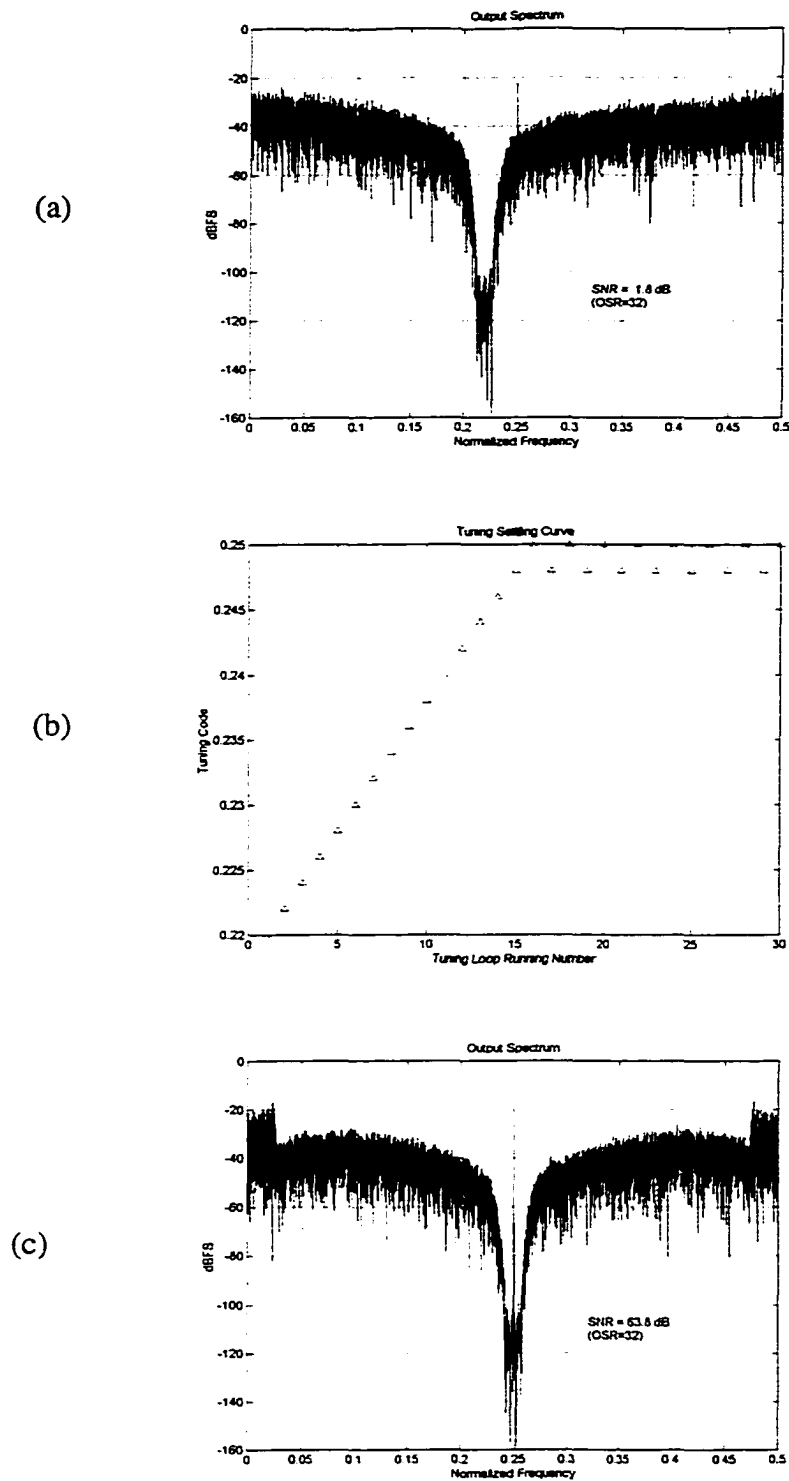 (a)
Output Spectrum
0
-20
-40
-60
-80
-100
-120
-140
-160
dBFS
SNR = 1.8 dB
(OSR=32)
0 0.05 0.1 0.15 0.2 0.25 0.3 0.35 0.4 0.45 0.5
Normalized Frequency
(b)
Tuning Settling Curve
0.25
0.245
0.24
0.235
0.23
0.225
0.22
Tuning Code
0 5 10 15 20 25 30
Tuning Loop Running Number
(c)
Output Spectrum
0
-20
-40
-60
-80
-100
-120
-140
-160
dBFS
SNR = 63.8 dB
(OSR=32)
0 0.05 0.1 0.15 0.2 0.25 0.3 0.35 0.4 0.45 0.5
Normalized Frequency